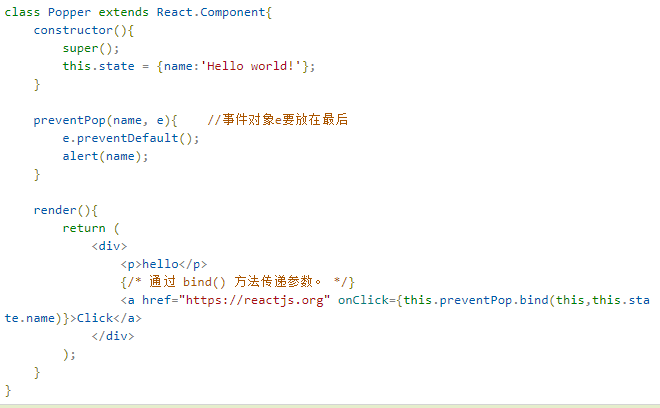 class Popper extends React.Component{
    constructor(){
        super();
        this.state = {name:'Hello world!'};
    }
    preventPop(name, e){    //事件对象e要放在最后
        e.preventDefault();
        alert(name);
    }
    render(){
        return (
            <div>
                <p>hello</p>
                {/* 通过 bind() 方法传递参数。 */}
                <a href="https://reactjs.org" onClick={this.preventPop.bind(this,this.sta
te.name)}>Click</a>
            </div>
        );
    }
}